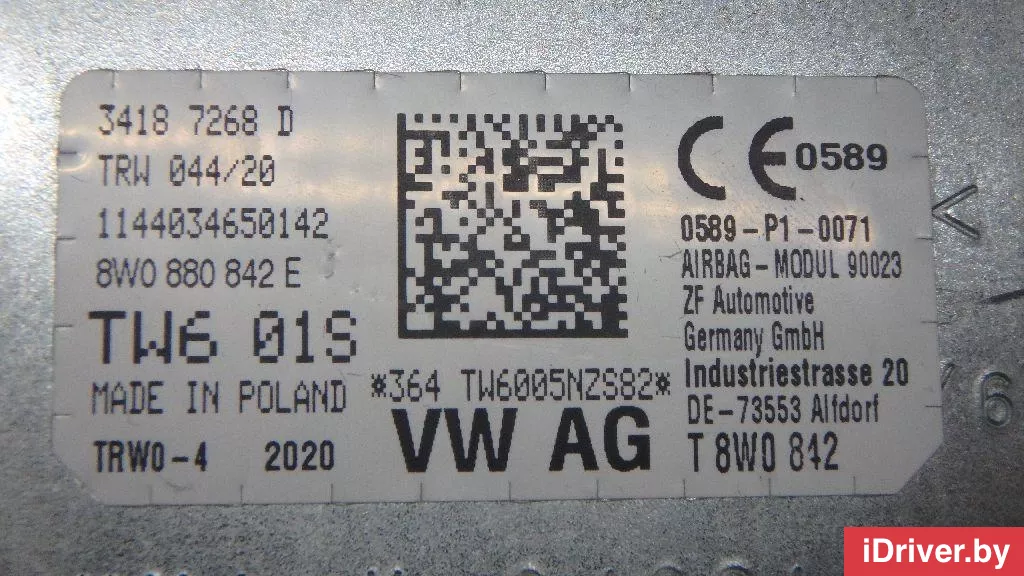 3418 7268 D
TRW 044/20
1144034650142
8W0 880 842 E
TW6 01S
MADE IN POLAND
TRW0-4 2020
*364 TW6005NZS82*
VW AG
CE 0589
0589-P1-0071
AIRBAG-MODUL 90023
ZF Automotive
Germany GmbH
Industriestrasse 20
DE-73553 Alfdorf
T 8W0 842
iDriver.by